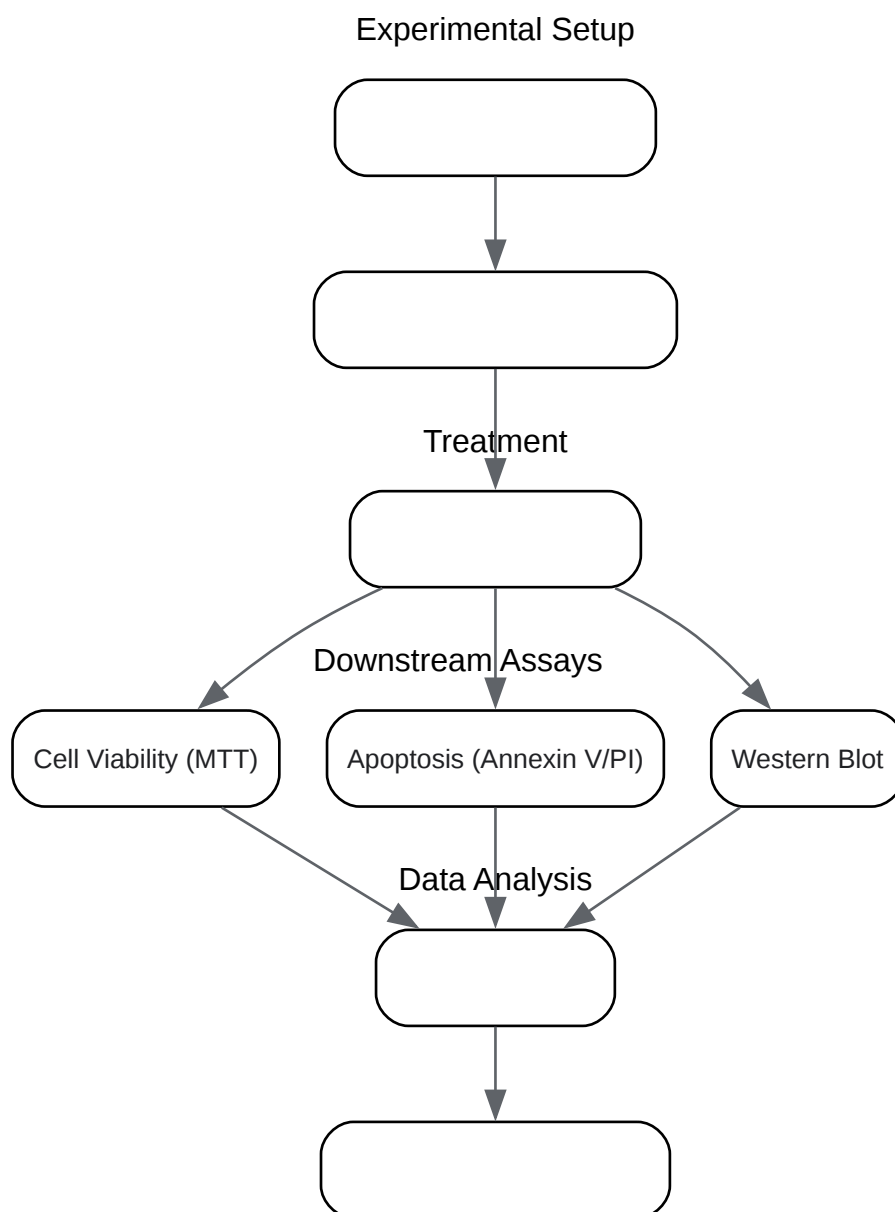 Experimental Setup
Treatment
Downstream Assays
Cell Viability (MTT)
Apoptosis (Annexin V/PI)
Western Blot
Data Analysis